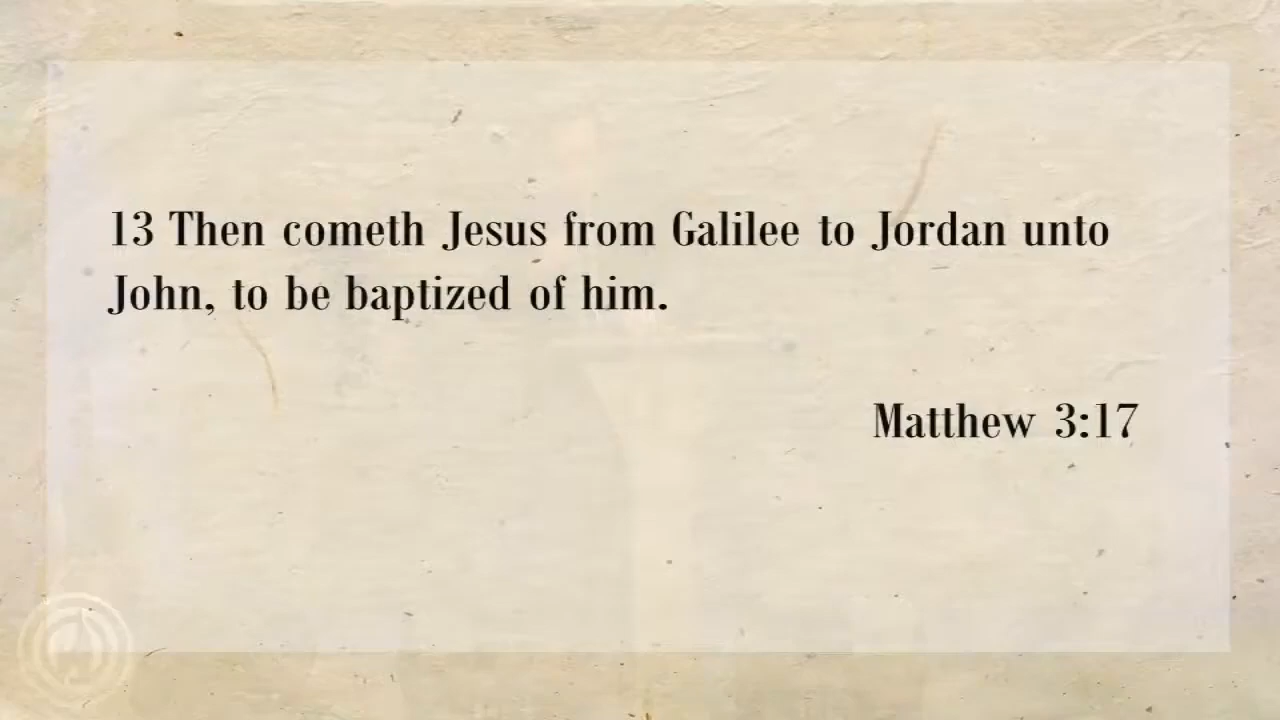 13 Then cometh Jesus from Galilee to Jordan unto
John, to be baptized of him.
Matthew 3:17